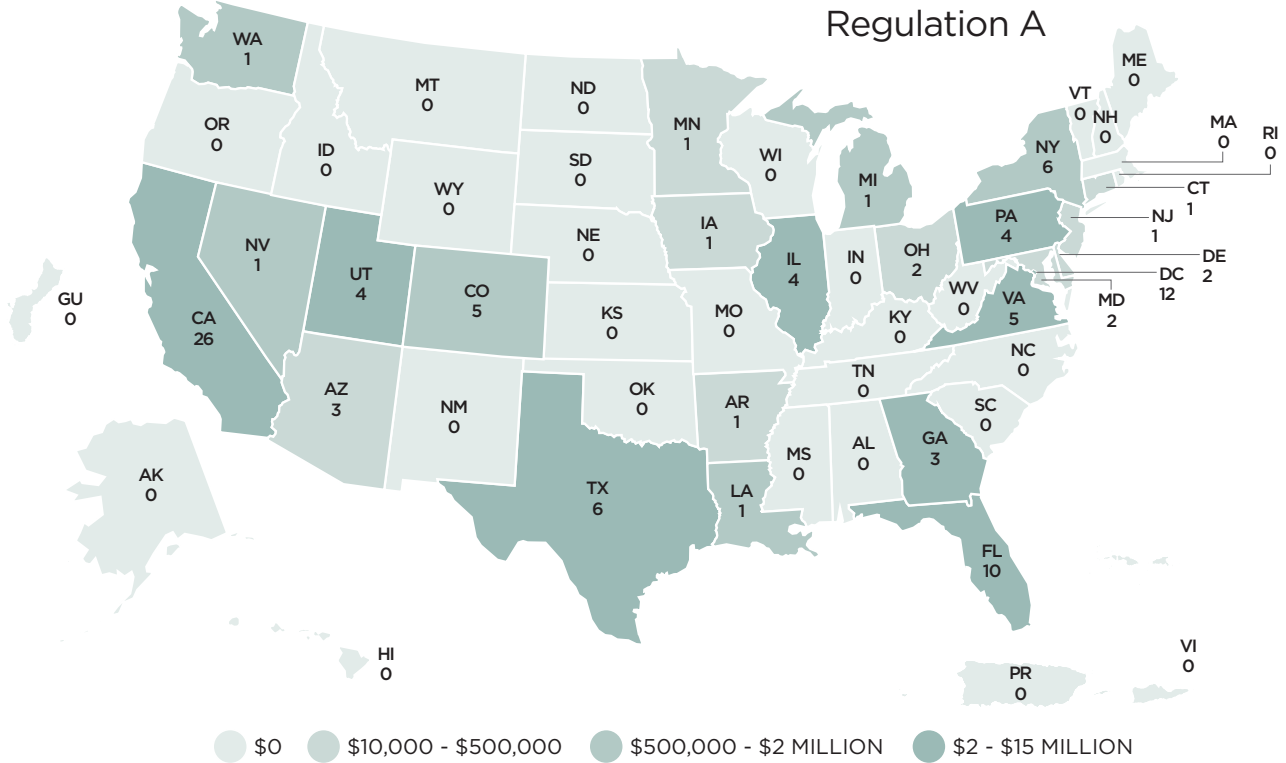 Regulation A
WA
1
MT
0
ND
0
MN
1
ME
0
VT
0
NH
0
MA
0
RI
0
OR
0
ID
0
SD
0
WI
0
MI
1
NY
6
CT
1
WY
0
NJ
1
IA
1
PA
4
NE
0
NV
1
UT
4
CO
5
IL
4
IN
0
OH
2
DE
2
DC
12
MD
2
WV
0
VA
5
GU
0
CA
26
KS
0
MO
0
KY
0
NC
0
TN
0
AZ
3
NM
0
OK
0
AR
1
SC
0
MS
0
AL
0
GA
3
AK
0
TX
6
LA
1
FL
10
HI
0
PR
0
VI
0
$0
$10,000 - $500,000
$500,000 - $2 MILLION
$2 - $15 MILLION